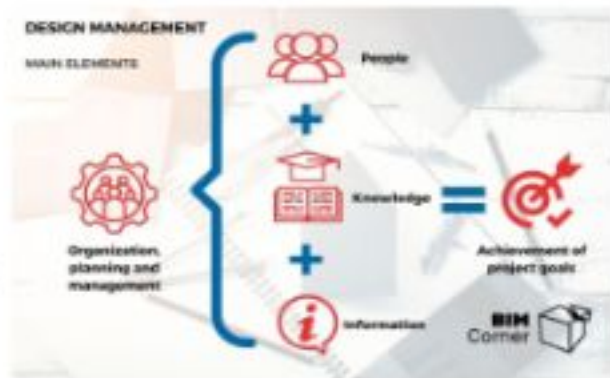 DESIGN MANAGEMENT
MAIN ELEMENTS
People
+
Knowledge
=
+
Information
Organization,
planning and
management
Achievement of
project goals
BIM
Corner